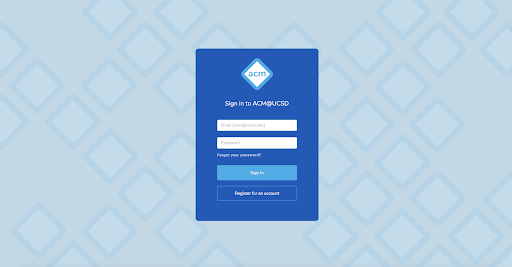 acm
Sign in to ACM@UCSD
Email (user@ucsd.edu)
Password
Forgot your password?
Sign In
Register for an account